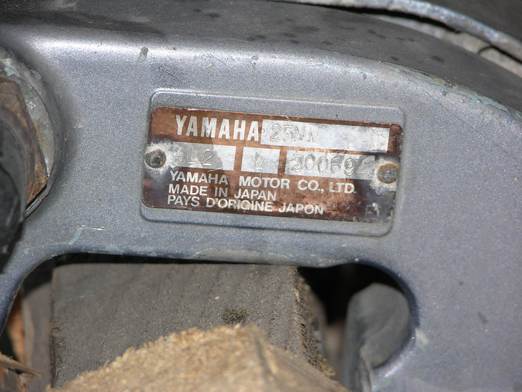 YAMAHA
YAMAHA MOTOR CO., LTD.
MADE IN JAPAN
PAYS D'ORIGINE JAPON